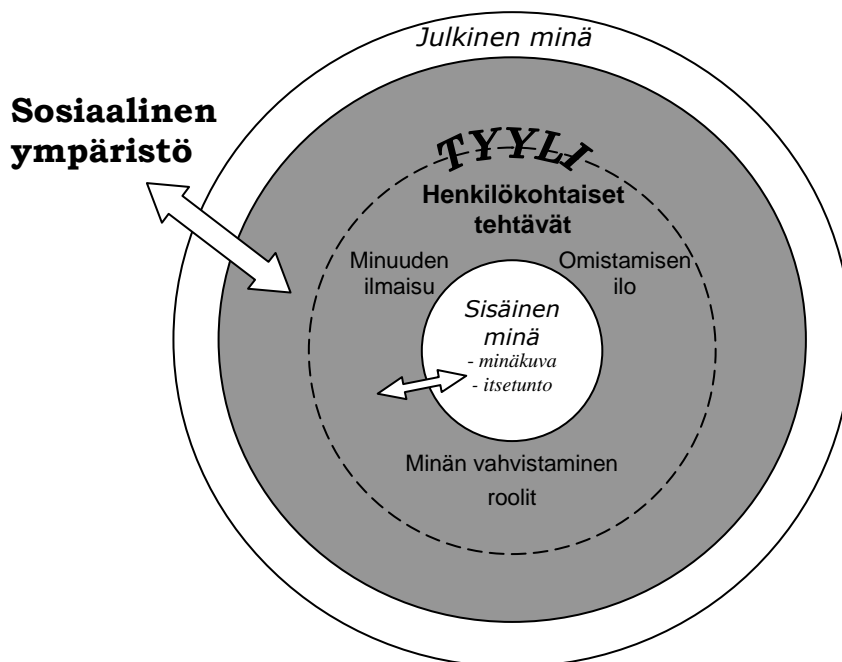 Julkinen minä
Sosiaalinen
ympäristö
TYYLI
Henkilökohtaiset
tehtävät
Minuuden
ilmaisu
Omistamisen
ilo
Sisäinen
minä
- minäkuva
- itsetunto
Minän vahvistaminen
roolit